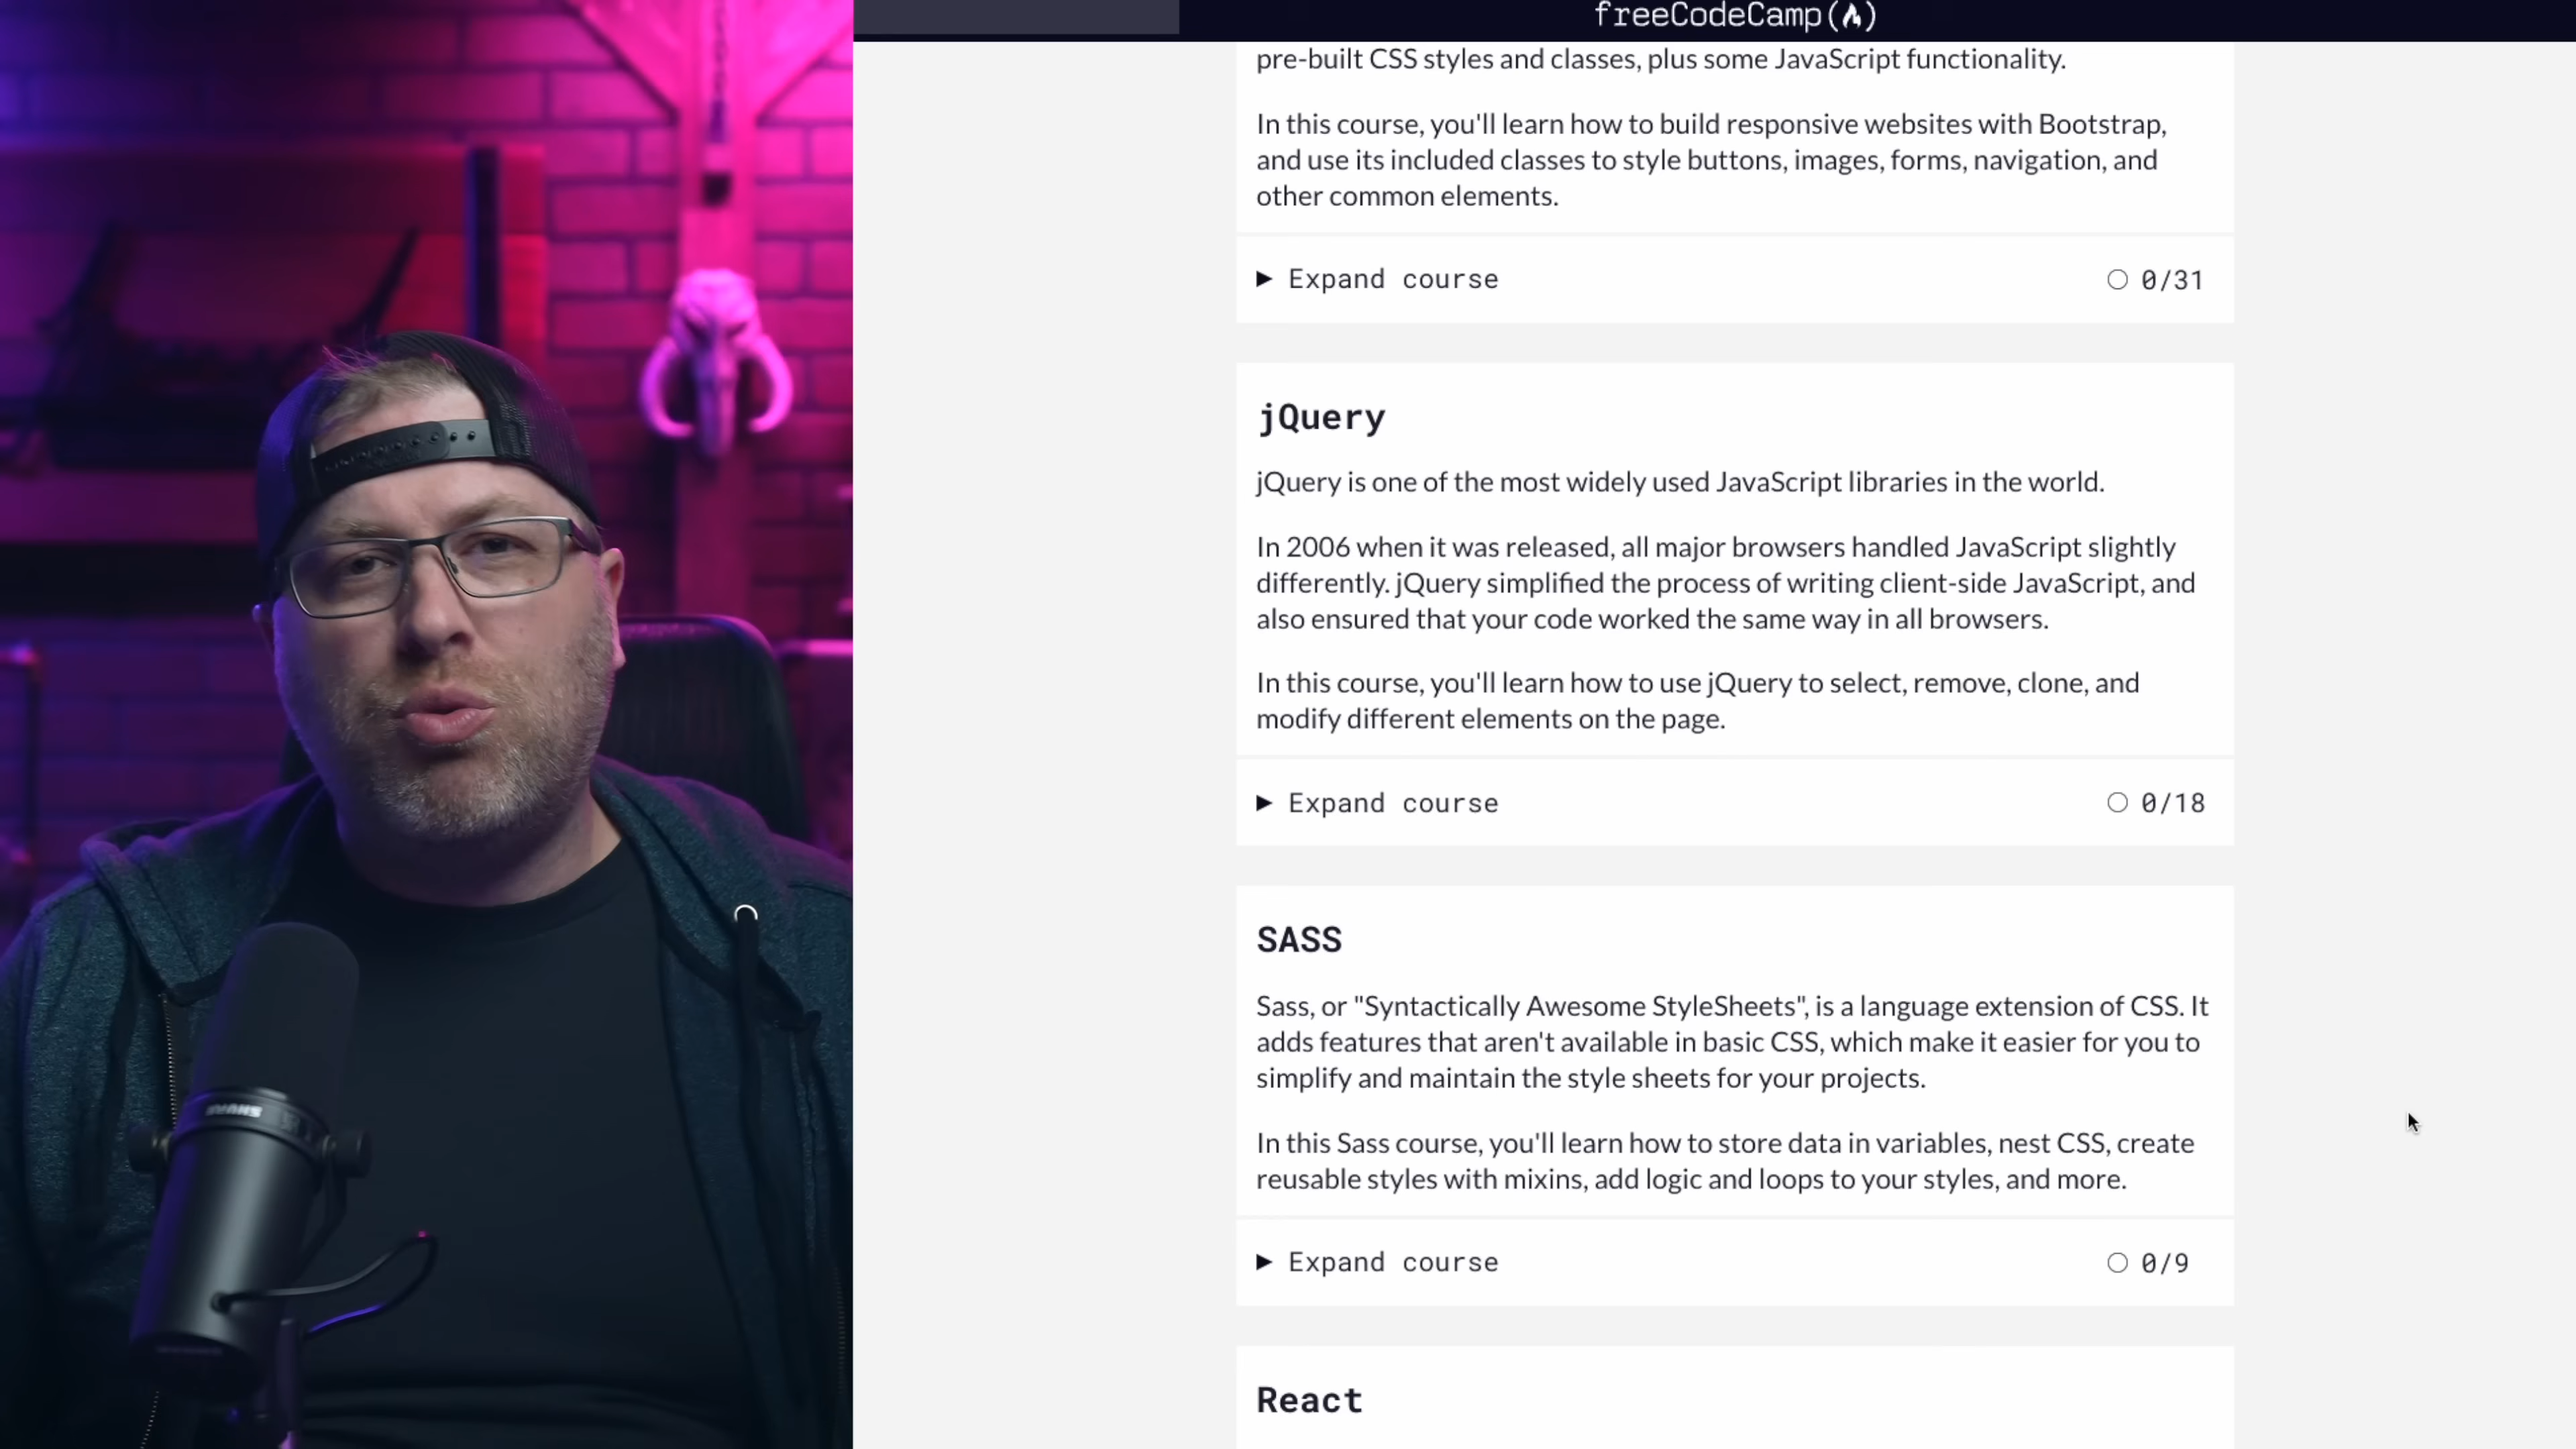 freeCodeCamp
pre-built CSS styles and classes, plus some JavaScript functionality.
In this course, you'll learn how to build responsive websites with Bootstrap,
and use its included classes to style buttons, images, forms, navigation, and
other common elements.
Expand course 0/31
jQuery
jQuery is one of the most widely used JavaScript libraries in the world.
In 2006 when it was released, all major browsers handled JavaScript slightly
differently. jQuery simplified the process of writing client-side JavaScript, and
also ensured that your code worked the same way in all browsers.
In this course, you'll learn how to use jQuery to select, remove, clone, and
modify different elements on the page.
Expand course 0/18
SASS
Sass, or "Syntactically Awesome StyleSheets", is a language extension of CSS. It
adds features that aren't available in basic CSS, which make it easier for you to
simplify and maintain the style sheets for your projects.
In this Sass course, you'll learn how to store data in variables, nest CSS, create
reusable styles with mixins, add logic and loops to your styles, and more.
Expand course 0/9
React